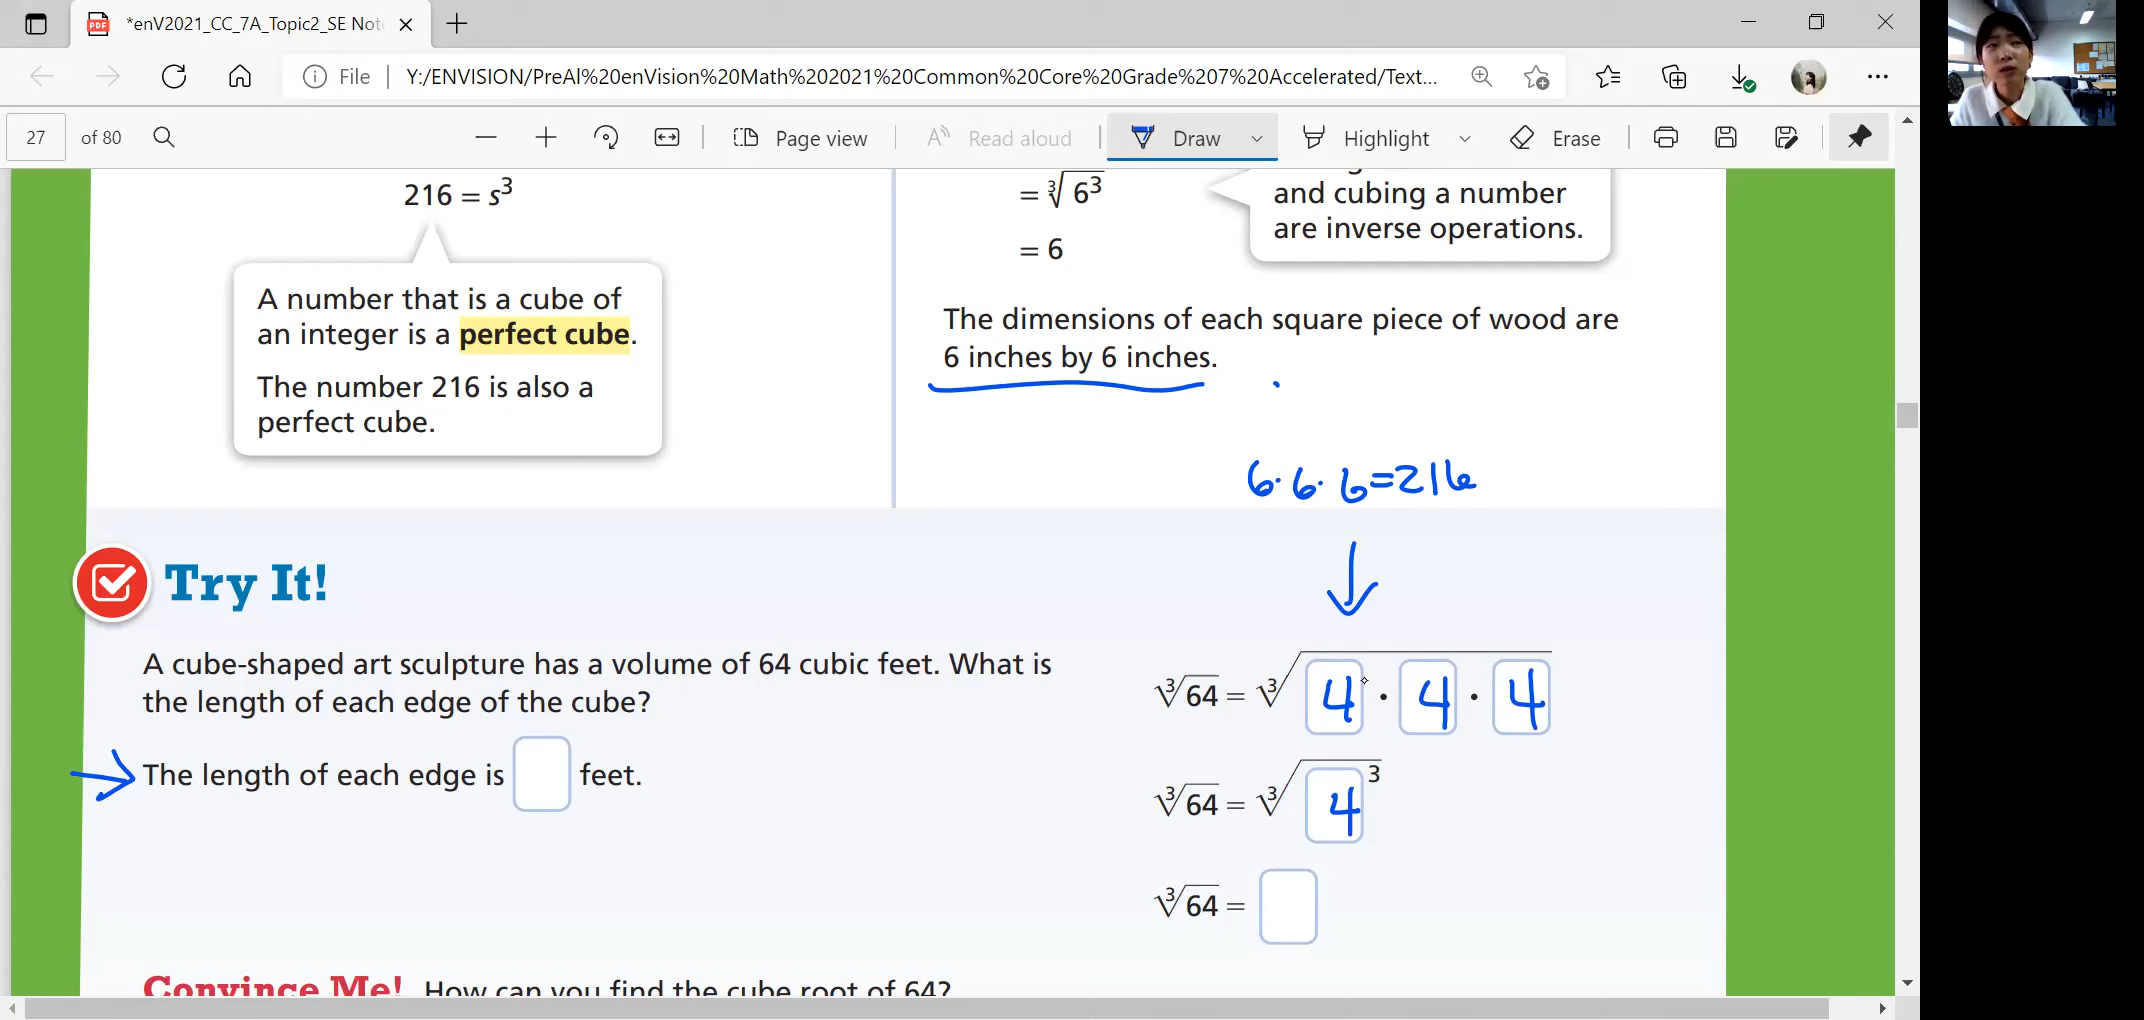 *enV2021_CC_7A_Topic2_SE Not
File
Y:/ENVISION/PreAl%20enVision%20Math%202021%20Common%20Core%20Grade%207%20Accelerated/Text...
27 of 80
Page view
Read aloud
Draw
Highlight
Erase
216 = s³
A number that is a cube of
an integer is a perfect cube.
The number 216 is also a
perfect cube.
= ∛6³
= 6
and cubing a number
are inverse operations.
The dimensions of each square piece of wood are
6 inches by 6 inches.
6·6·6=216
Try It!
A cube-shaped art sculpture has a volume of 64 cubic feet. What is
the length of each edge of the cube?
The length of each edge is feet.
∛64 = ∛4 · 4 · 4
∛64 = ∛4³
∛64 =
Convince Me! How can you find the cube root of 64?